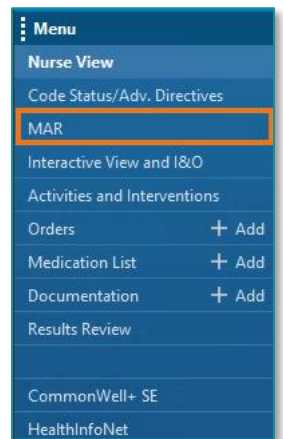 Menu
Nurse View
Code Status/Adv. Directives
MAR
Interactive View and I&O
Activities and Interventions
Orders + Add
Medication List + Add
Documentation + Add
Results Review
CommonWell+ SE
HealthInfoNet